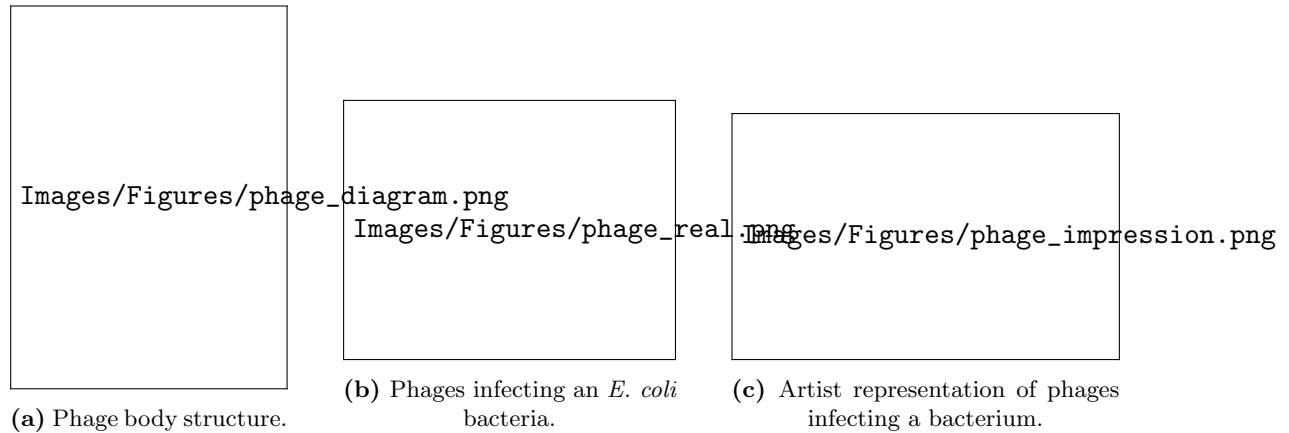 Images/Figures/phage_diagram.png
(a) Phage body structure.
Images/Figures/phage_real.png
(b) Phages infecting an E. coli
bacteria.
Images/Figures/phage_impression.png
(c) Artist representation of phages
infecting a bacterium.